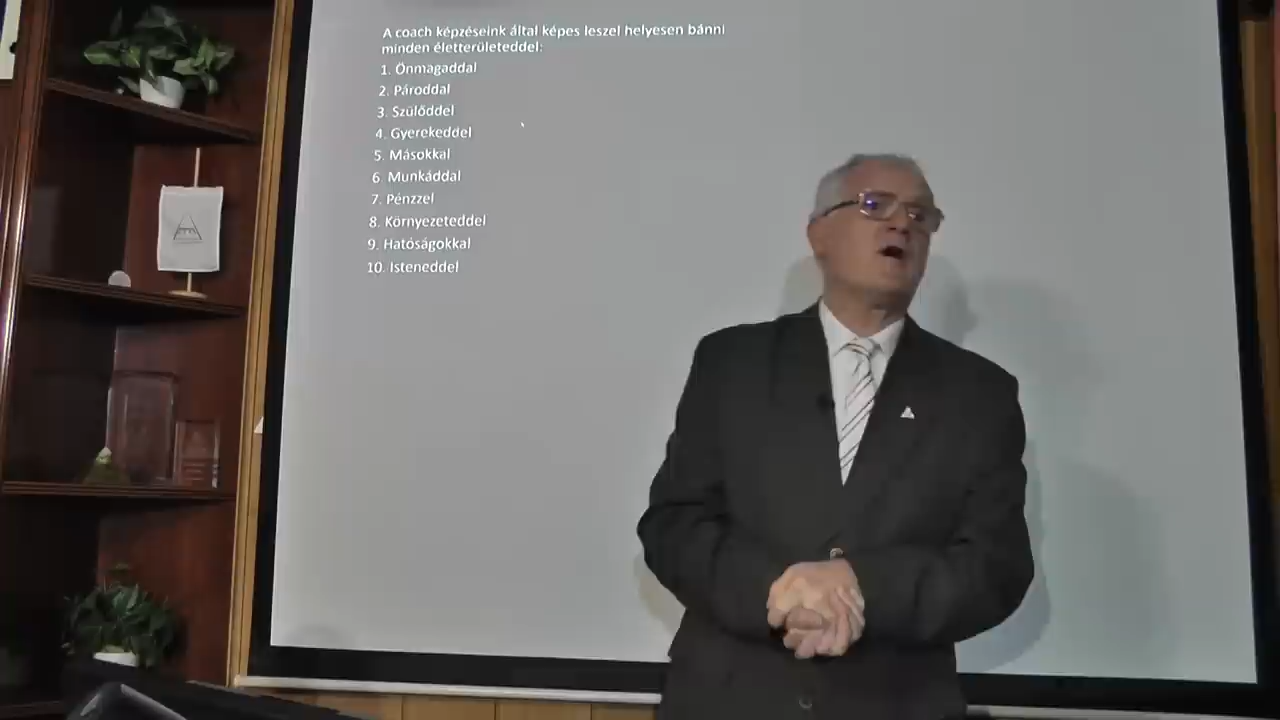 A coach képzéseink által képes leszel helyesen bánni
minden életterületeddel:
1. Önmagaddal
2. Pároddal
3. Szülőddel
4. Gyerekeddel
5. Másokkal
6. Munkáddal
7. Pénzzel
8. Környezeteddel
9. Hatóságokkal
10. Isteneddel